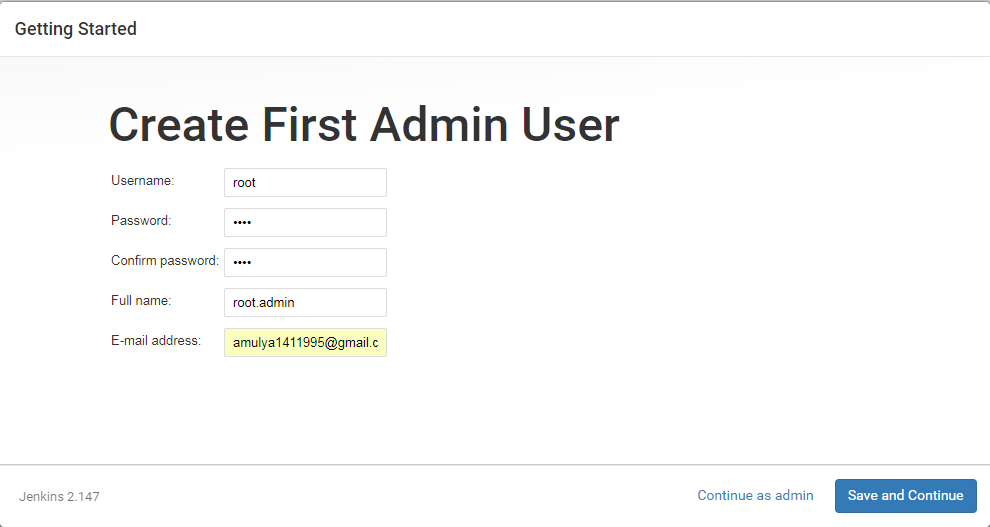 Getting Started
Create First Admin User
Username: root
Password: ••••
Confirm password: ••••
Full name: root.admin
E-mail address: amulya1411995@gmail.c
Jenkins 2.147 Continue as admin Save and Continue